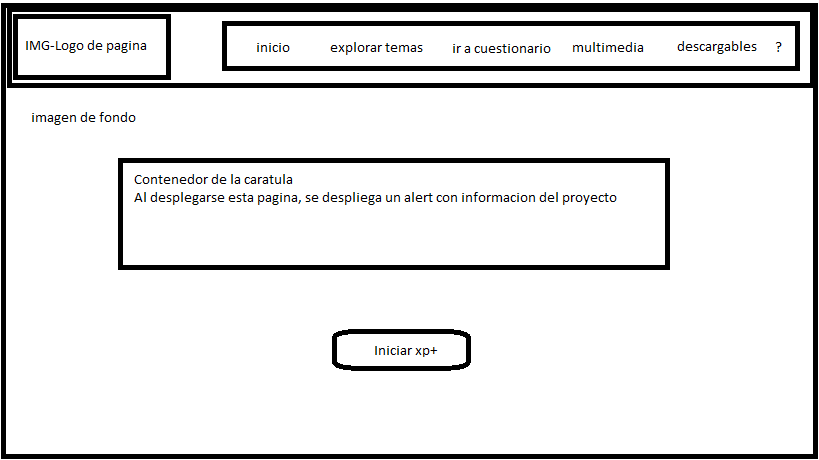 IMG-Logo de pagina
inicio explorar temas ir a cuestionario multimedia descargables ?
imagen de fondo
Contenedor de la caratula
Al desplegarse esta pagina, se despliega un alert con informacion del proyecto
Iniciar xp+